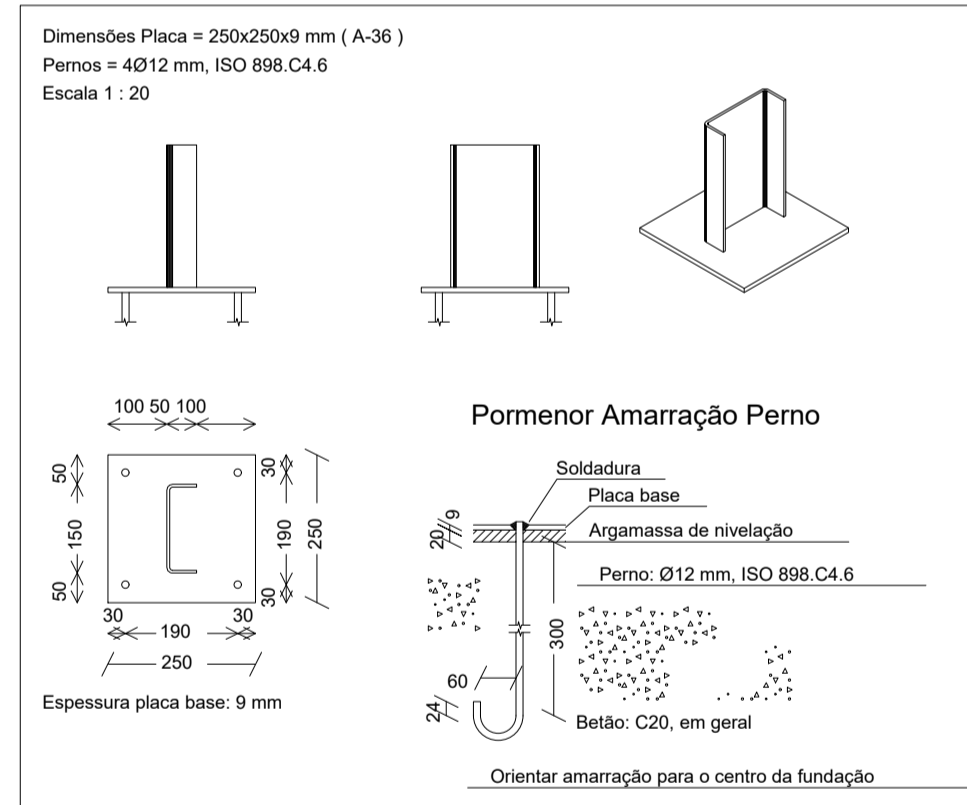 Dimensões Placa = 250x250x9 mm ( A-36 )
Pernos = 4Ø12 mm, ISO 898.C4.6
Escala 1 : 20
100 50 100
50
150
50
30
190
30
250
30
30
190
250
Espessura placa base: 9 mm
Pormenor Amarração Perno
Soldadura
Placa base
Argamassa de nivelação
Perno: Ø12 mm, ISO 898.C4.6
9
20
300
60
24
Betão: C20, em geral
Orientar amarração para o centro da fundação